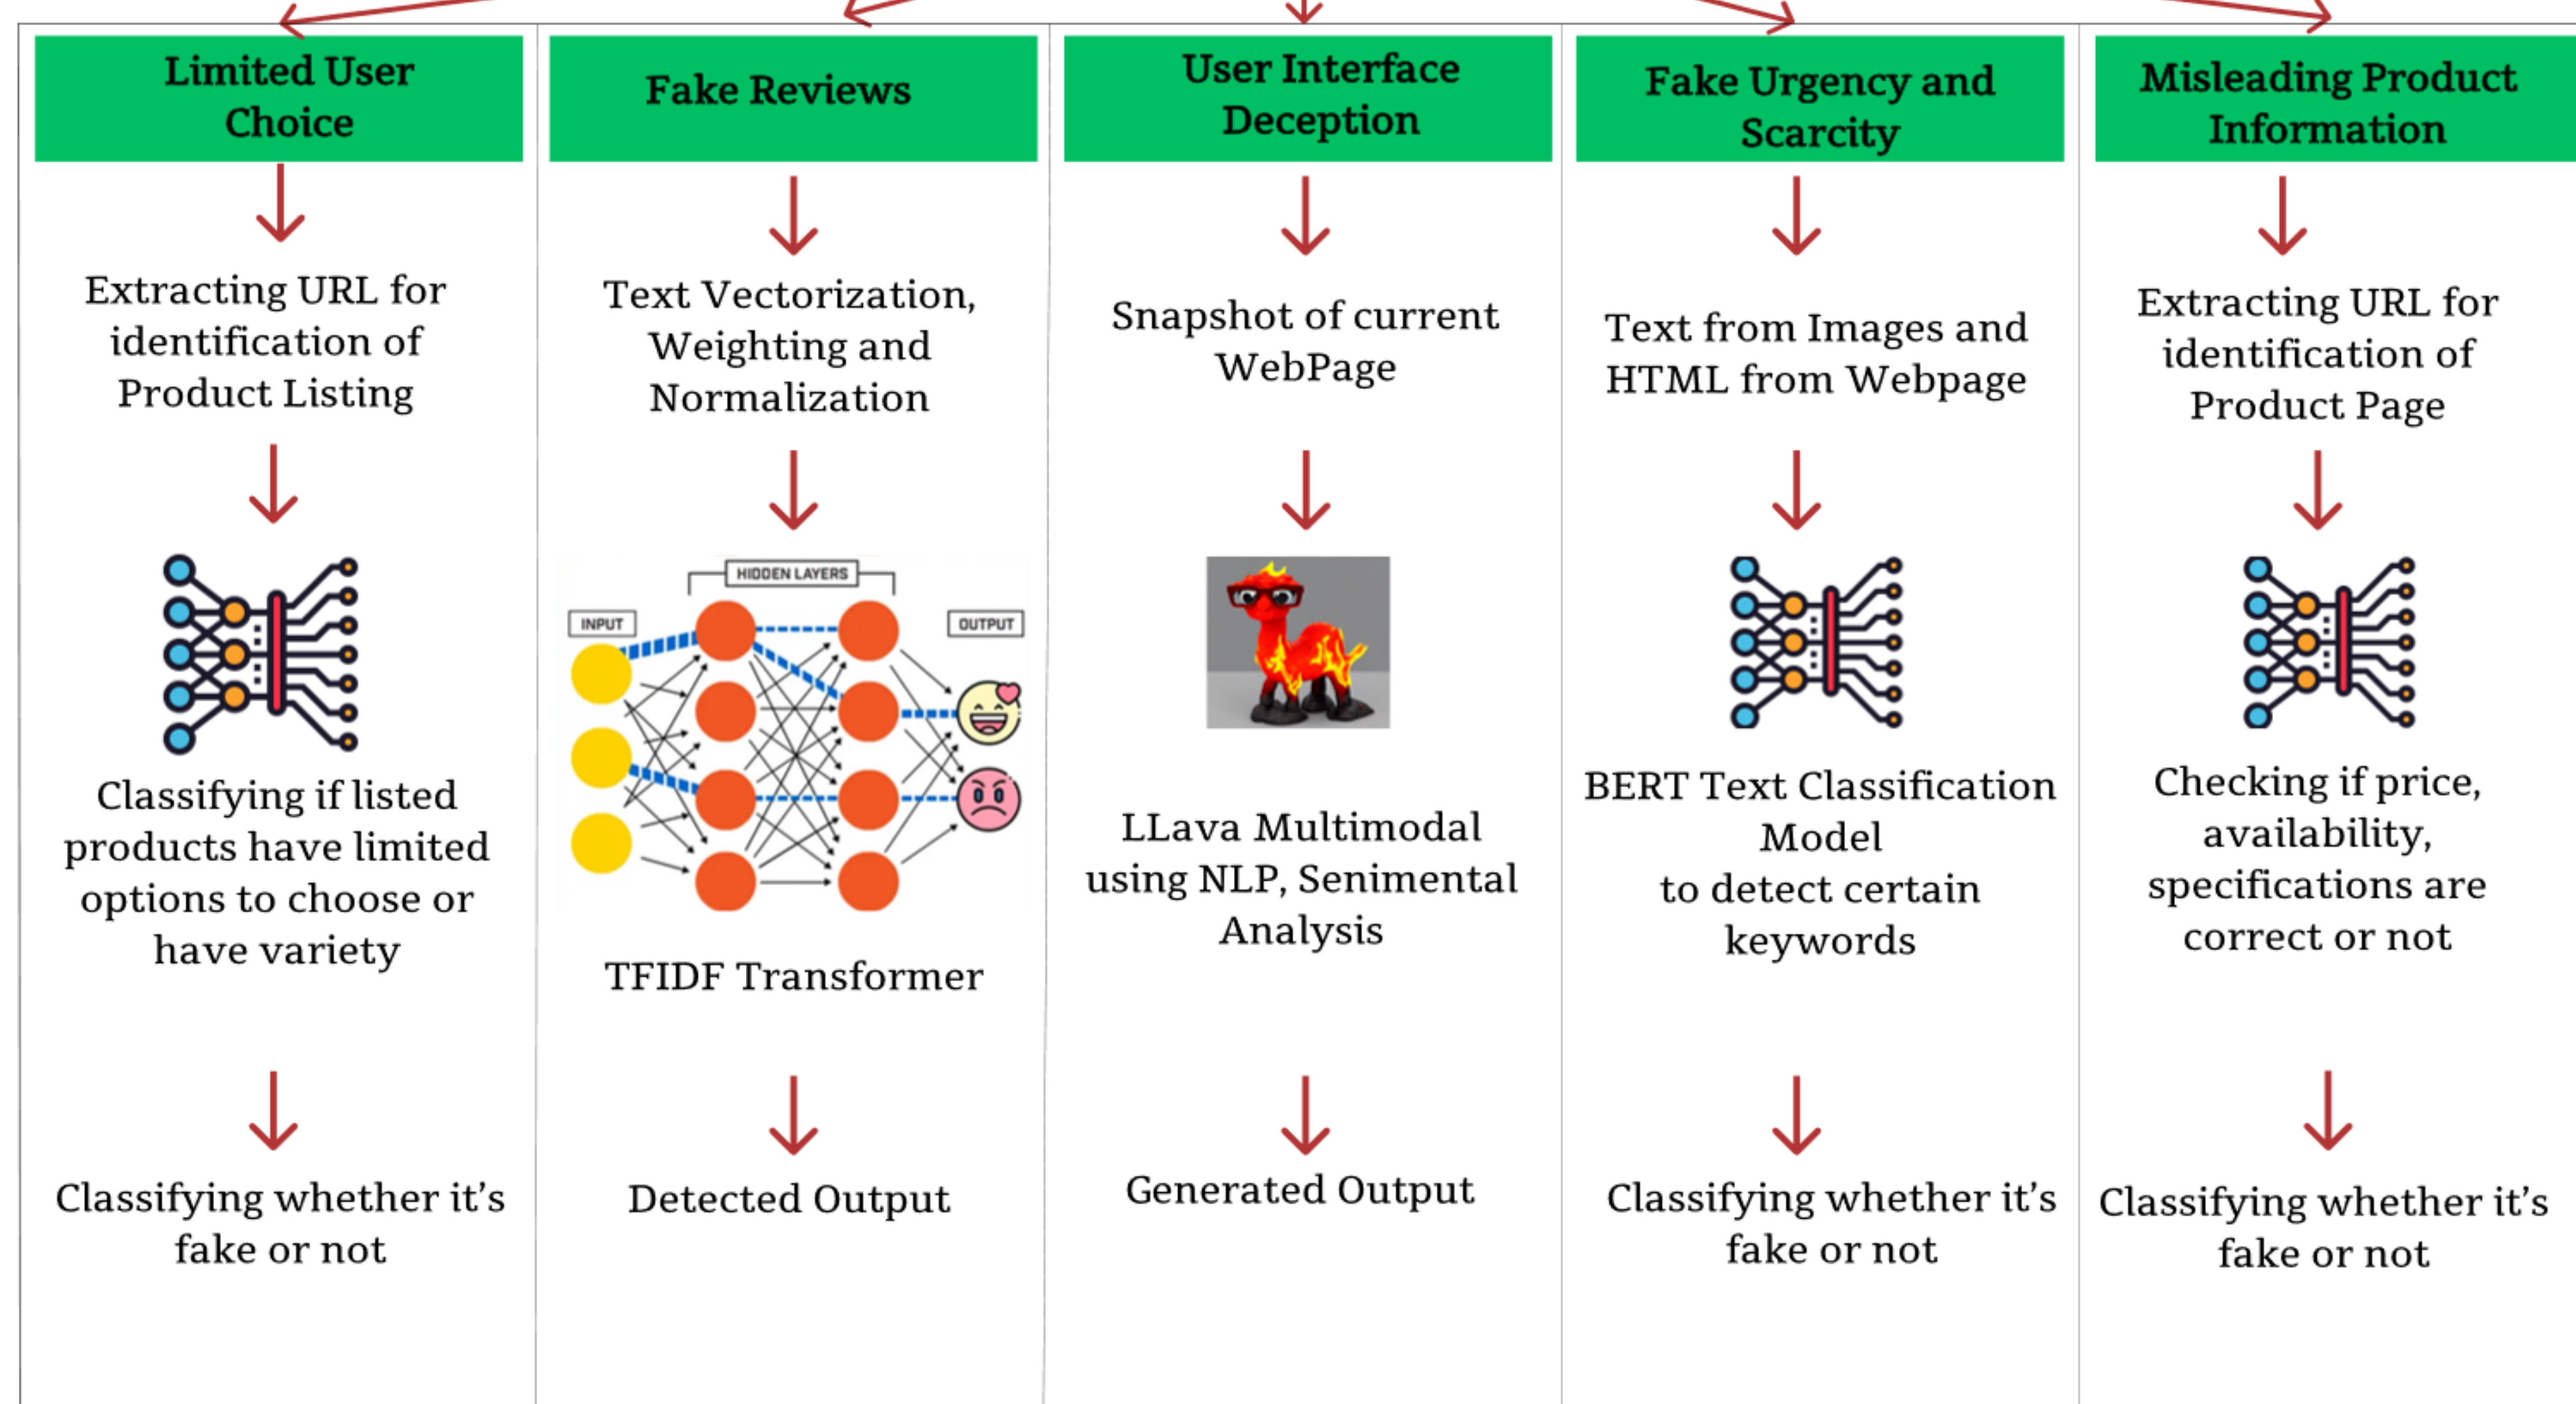 Limited User
Choice
Extracting URL for
identification of
Product Listing
Classifying if listed
products have limited
options to choose or
have variety
Classifying whether it’s
fake or not
Fake Reviews
Text Vectorization,
Weighting and
Normalization
HIDDEN LAYERS
INPUT
OUTPUT
TFIDF Transformer
Detected Output
User Interface
Deception
Snapshot of current
WebPage
LLava Multimodal
using NLP, Senimental
Analysis
Generated Output
Fake Urgency and
Scarcity
Text from Images and
HTML from Webpage
BERT Text Classification
Model
to detect certain
keywords
Classifying whether it’s
fake or not
Misleading Product
Information
Extracting URL for
identification of
Product Page
Checking if price,
availability,
specifications are
correct or not
Classifying whether it’s
fake or not